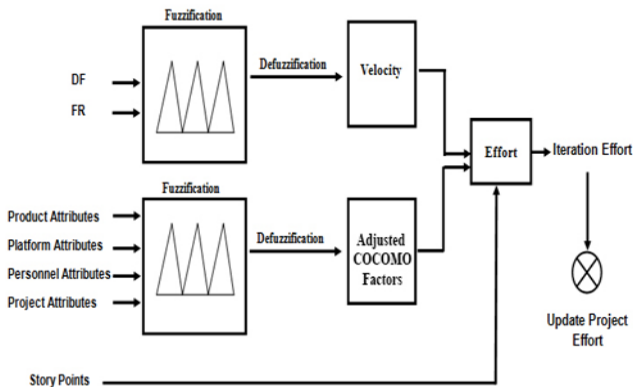 Fuzzification
DF
FR
Defuzzification
Velocity
Effort
Iteration Effort
Fuzzification
Product Attributes
Platform Attributes
Personnel Attributes
Project Attributes
Defuzzification
Adjusted
COCOMO
Factors
Update Project
Effort
Story Points